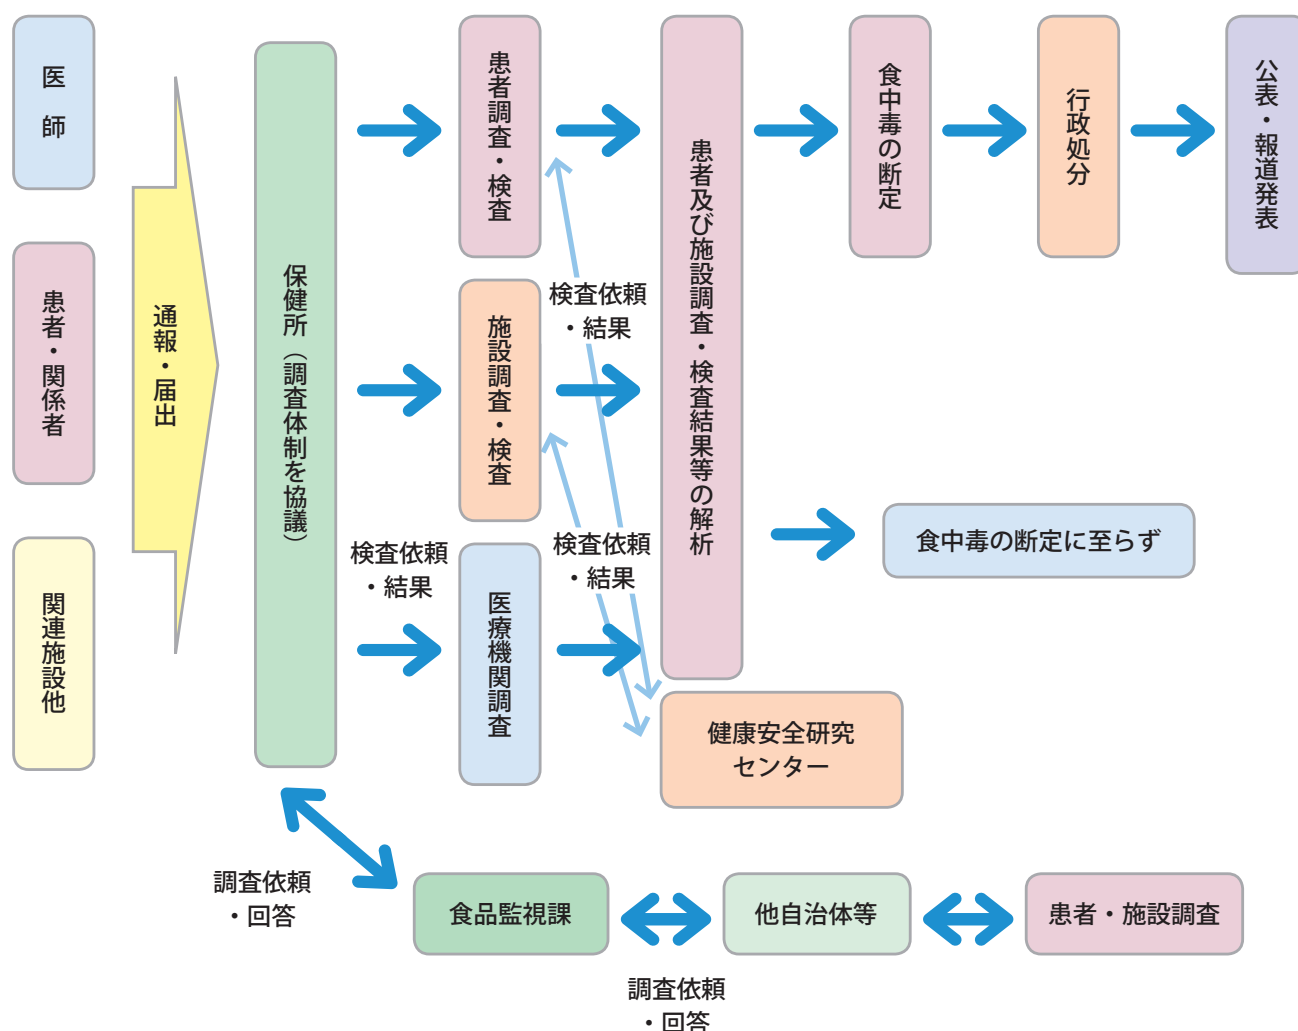 医師
患者・関係者
関連施設他
通報・届出
保健所（調査体制を協議）
患者調査・検査
施設調査・検査
医療機関調査
検査依頼
・結果
検査依頼
・結果
検査依頼
・結果
患者及び施設調査・検査結果等の解析
食中毒の断定
行政処分
公表・報道発表
食中毒の断定に至らず
健康安全研究
センター
調査依頼
・回答
食品監視課
他自治体等
患者・施設調査
調査依頼
・回答